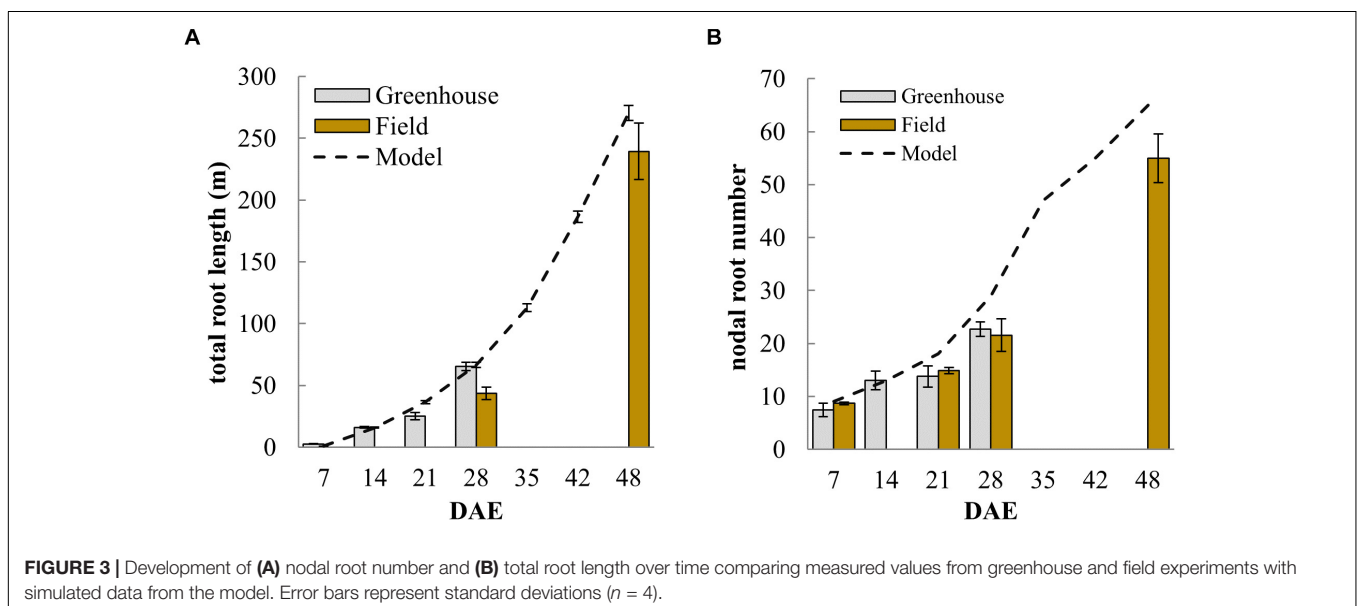 A
300
250
200
150
100
50
0
total root length (m)
Greenhouse
Field
Model
7 14 21 28 35 42 48
DAE
B
70
60
50
40
30
20
10
0
nodal root number
Greenhouse
Field
Model
7 14 21 28 35 42 48
DAE
FIGURE 3 | Development of (A) nodal root number and (B) total root length over time comparing measured values from greenhouse and field experiments with
simulated data from the model. Error bars represent standard deviations (n = 4).